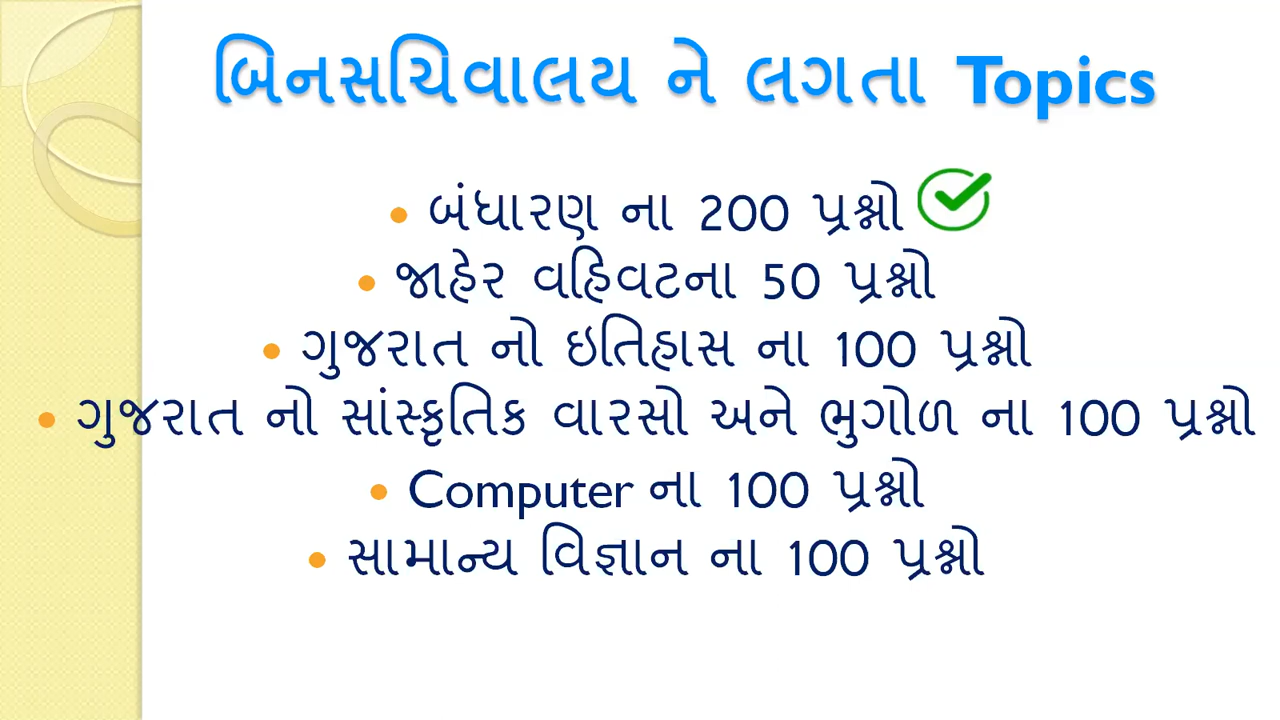 બિનસચિવાલય ને લગતા Topics
• બંધારણ ના 200 પ્રશ્નો
• જાહેર વહિવટના 50 પ્રશ્નો
• ગુજરાત નો ઇતિહાસ ના 100 પ્રશ્નો
• ગુજરાત નો સાંસ્કૃતિક વારસો અને ભુગોળ ના 100 પ્રશ્નો
• Computer ના 100 પ્રશ્નો
• સામાન્ય વિજ્ઞાન ના 100 પ્રશ્નો